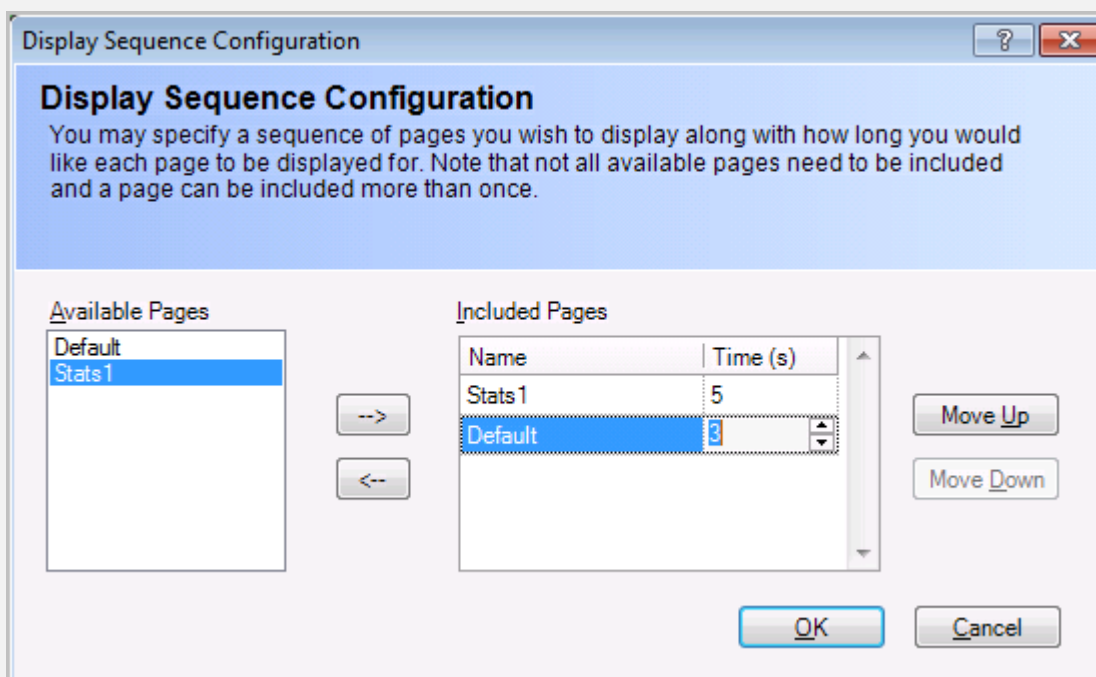 Display Sequence Configuration
Display Sequence Configuration
You may specify a sequence of pages you wish to display along with how long you would
like each page to be displayed for. Note that not all available pages need to be included
and a page can be included more than once.
Available Pages
Default
Stats1
-->
<--
Included Pages
Name Time (s)
Stats1 5
Default 3
Move Up
Move Down
OK
Cancel